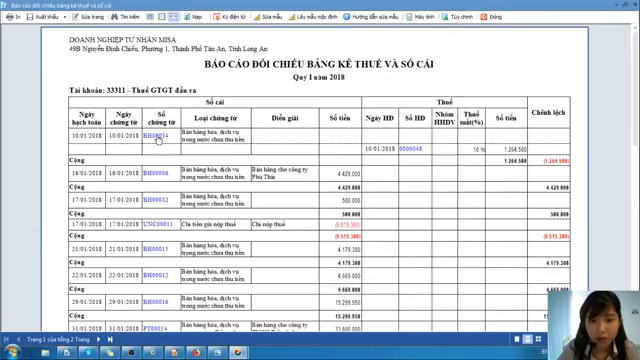 Báo cáo đối chiếu bảng kê thuế và sổ cái
In Xuất khẩu Sửa trang Tìm kiếm Nạp Ký điện tử Sửa mẫu Lấy mẫu mặc định Hướng dẫn sửa mẫu Máy tính Tùy chỉnh Đóng
DOANH NGHIỆP TƯ NHÂN MISA
49B Nguyễn Đình Chiểu, Phường 1, Thành Phố Tân An, Tỉnh Long An
BÁO CÁO ĐỐI CHIẾU BẢNG KÊ THUẾ VÀ SỔ CÁI
Quý I năm 2018
Tài khoản: 33311 - Thuế GTGT đầu ra
Sổ cái Thuế Chênh lệch
Ngày hạch toán Ngày chứng từ Số chứng từ Loại chứng từ Diễn giải Số tiền Ngày HĐ Số HĐ Nhóm HHDV Thuế suất(%) Số tiền
10/01/2018 10/01/2018 BH00034 Bán hàng hóa, dịch vụ trong nước chưa thu tiền
10/01/2018 0000048 10 % 1.264.500
Cộng 1.264.500 (1.264.500)
16/01/2018 16/01/2018 BH00006 Bán hàng hóa, dịch vụ trong nước chưa thu tiền Bán hàng cho công ty Phú Thái 4.429.000
Cộng 4.429.000 4.429.000
17/01/2018 17/01/2018 BH00032 Bán hàng hóa, dịch vụ trong nước chưa thu tiền 500.000
Cộng 500.000 500.000
17/01/2018 17/01/2018 UNC00011 Chi tiền gửi nộp thuế Chi nộp thuế (9.515.300)
Cộng (9.515.300) (9.515.300)
21/01/2018 21/01/2018 BH00015 Bán hàng hóa, dịch vụ trong nước chưa thu tiền 4.179.300
Cộng 4.179.300 4.179.300
22/01/2018 22/01/2018 BH00012 Bán hàng hóa, dịch vụ trong nước chưa thu tiền 4.669.000
Cộng 4.669.000 4.669.000
29/01/2018 29/01/2018 BH00016 Bán hàng hóa, dịch vụ trong nước chưa thu tiền 15.299.950
Cộng 15.299.950 15.299.950
31/01/2018 31/01/2018 PT00014 Bán hàng hóa, dịch vụ 33.800.000
Trang 1 của tổng 2 Trang